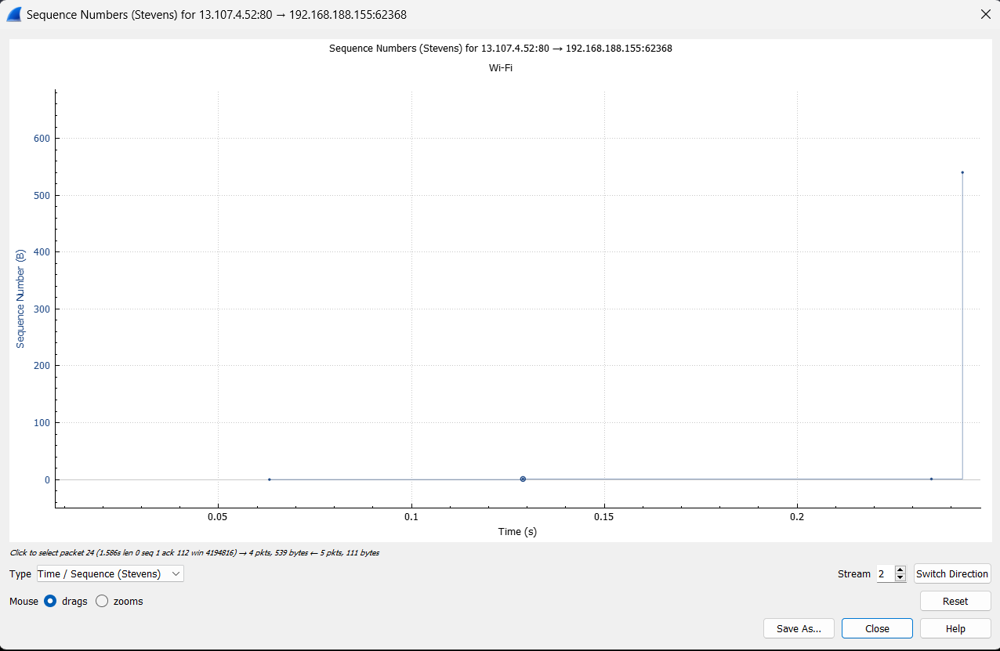 Sequence Numbers (Stevens) for 13.107.4.52:80 → 192.168.188.155:62368
Sequence Numbers (Stevens) for 13.107.4.52:80 → 192.168.188.155:62368
Wi-Fi
600
500
400
300
200
100
0
Sequence Number (B)
0.05
0.1
0.15
0.2
Time (s)
Click to select packet 24 (1.586s len 0 seq 1 ack 112 win 4194816) → 4 pkts, 539 bytes ← 5 pkts, 111 bytes
Type Time / Sequence (Stevens)
Stream 2
Switch Direction
Mouse drags zooms
Reset
Save As...
Close
Help